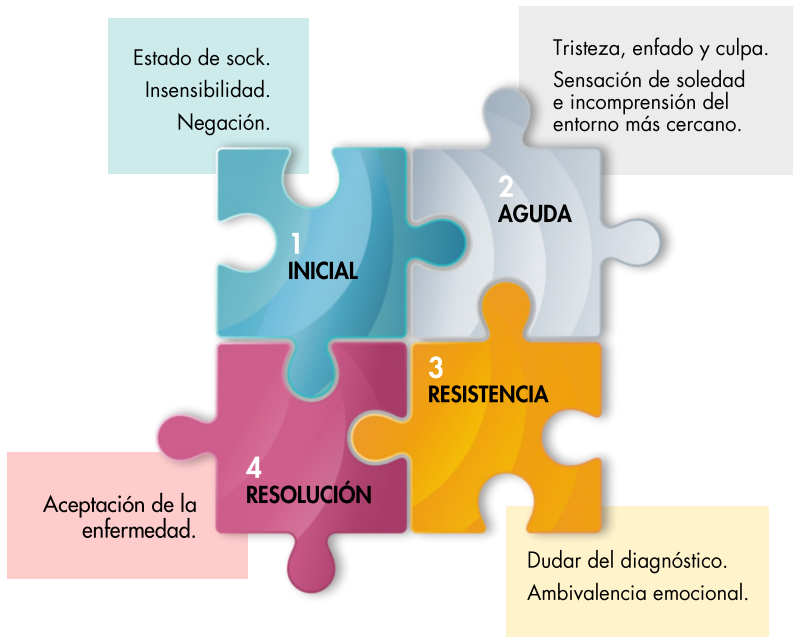 Estado de sock.
Insensibilidad.
Negación.
1
INICIAL
Tristeza, enfado y culpa.
Sensación de soledad
e incomprensión del
entorno más cercano.
2
AGUDA
3
RESISTENCIA
Dudar del diagnóstico.
Ambivalencia emocional.
4
RESOLUCIÓN
Aceptación de la
enfermedad.